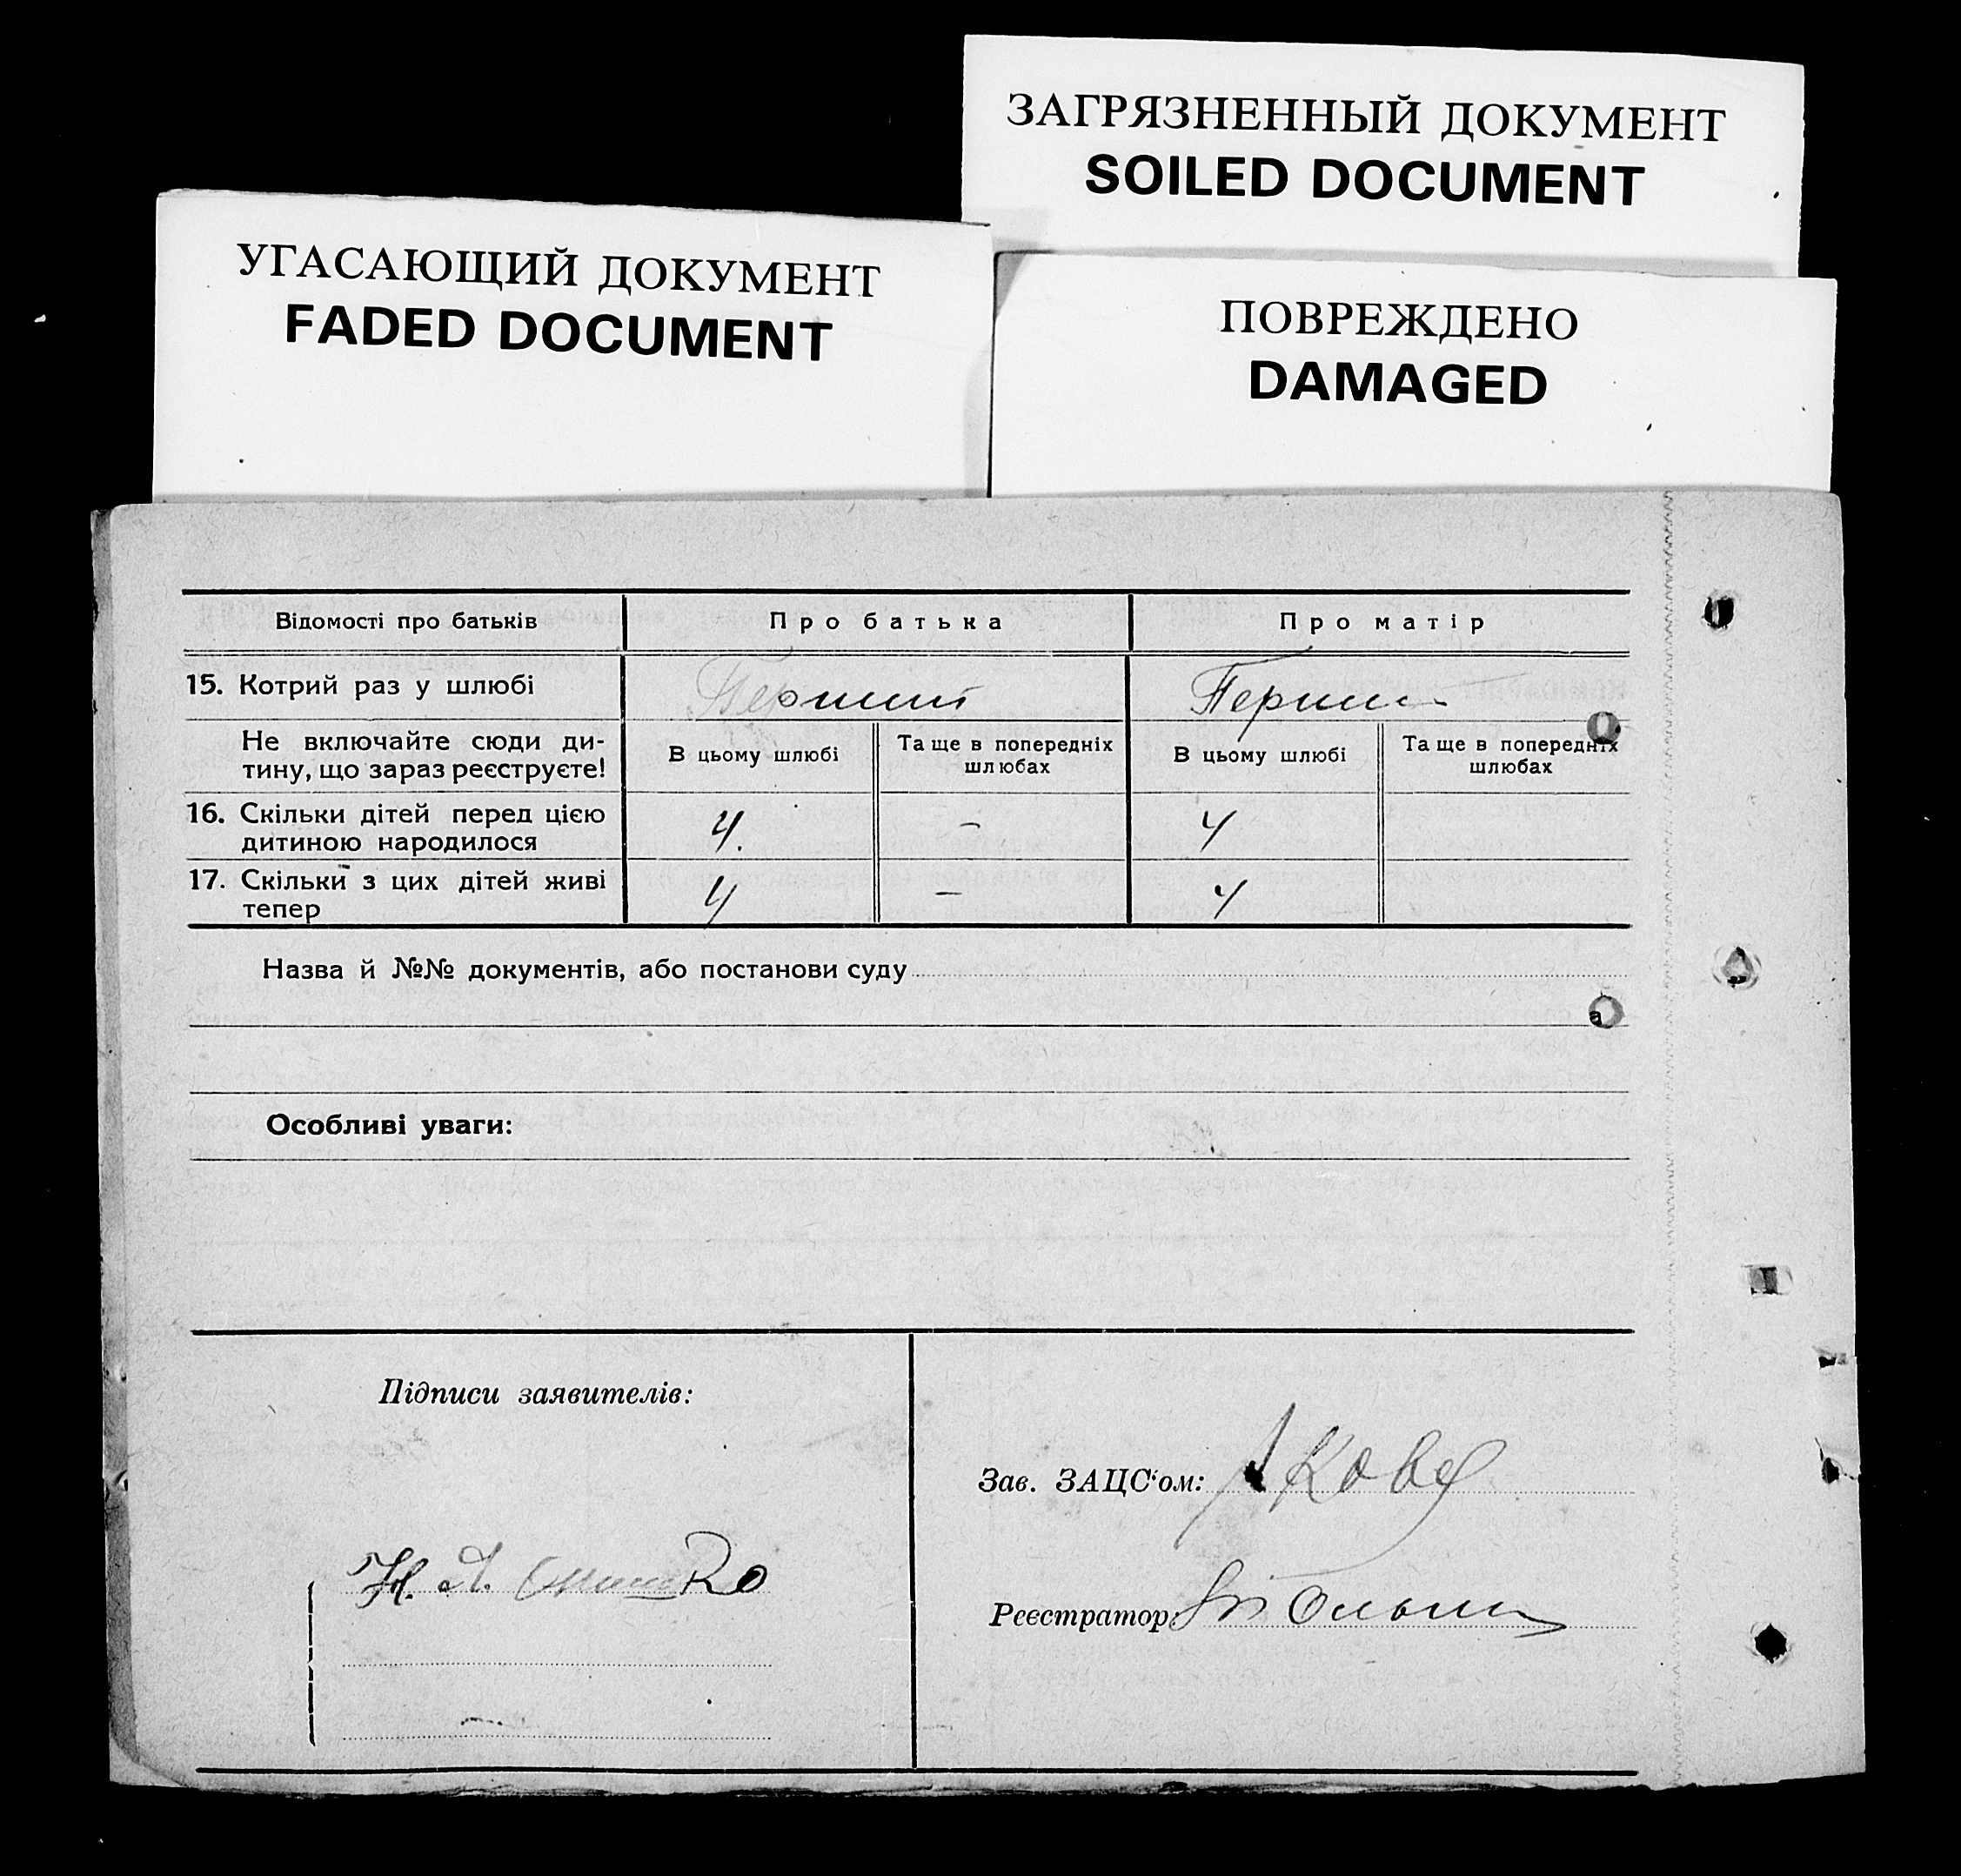 ЗАГРЯЗНЕННЫЙ ДОКУМЕНТ
SOILED DOCUMENT
УГАСАЮЩИЙ ДОКУМЕНТ
FADED DOCUMENT
ПОВРЕЖДЕНО
DAMAGED
Відомості про батьків Про батька Про матір
15. Котрий раз у шлюбі Перший Перший
Не включайте сюди ди-
тину, що зараз реєструєте!
В цьому шлюбі
Та ще в попередніх
шлюбах
В цьому шлюбі
Та ще в попередніх
шлюбах
16. Скільки дітей перед цією
дитиною народилося
4. – 4
17. Скільки з цих дітей живі
тепер
4 – 4
Назва й №№ документів, або постанови суду
Особливі уваги:
Підписи заявителів:
Зав. ЗАЦС'ом:
Н. А.
Реєстратор: